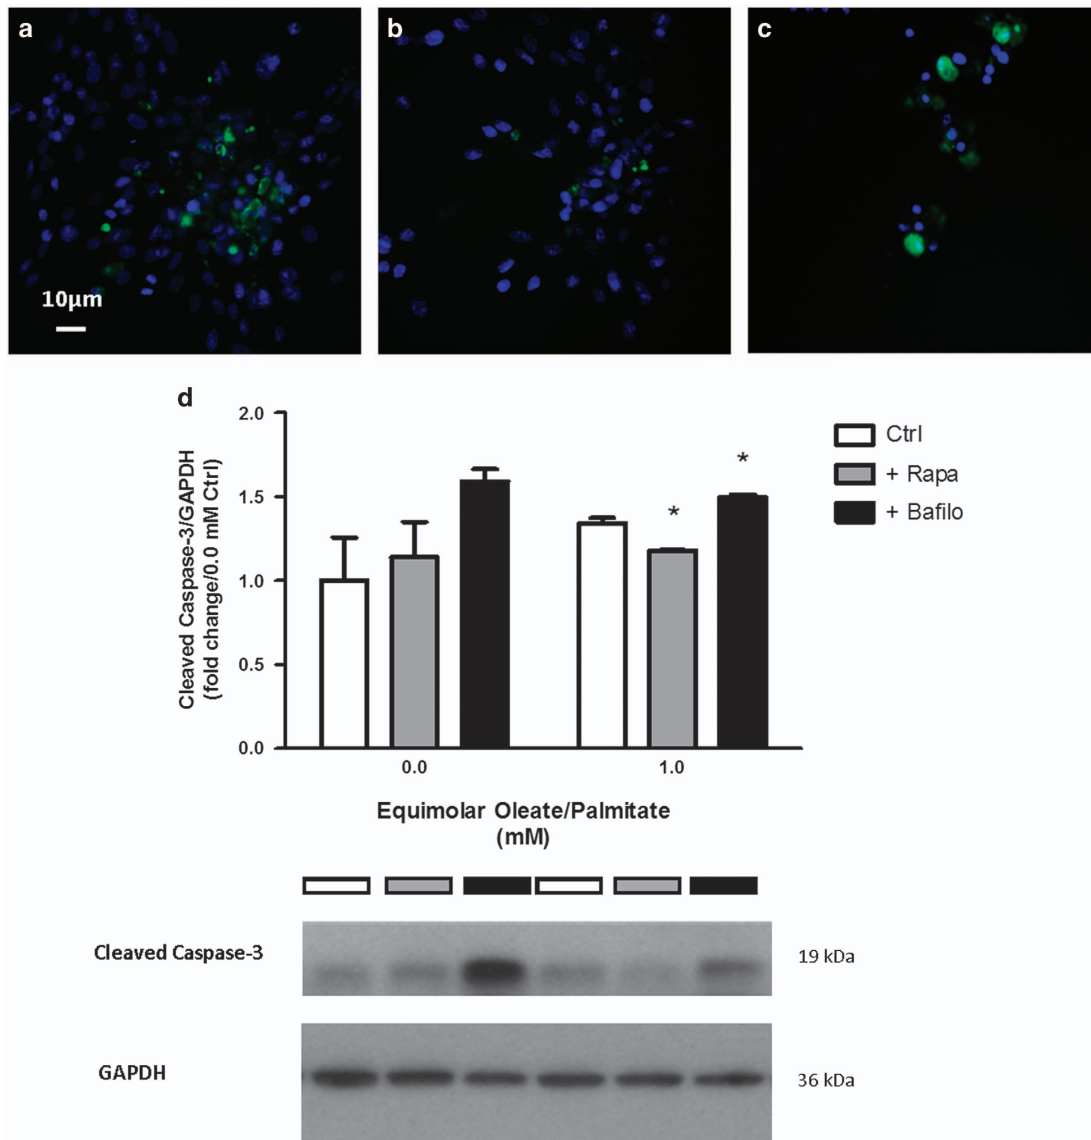 a
b
c
10µm
d
Cleaved Caspase-3/GAPDH
(fold change/0.0 mM Ctrl)
2.0
1.5
1.0
0.5
0.0
*
*
0.0
1.0
Equimolar Oleate/Palmitate
(mM)
Ctrl
+ Rapa
+ Bafilo
Cleaved Caspase-3
19 kDa
GAPDH
36 kDa